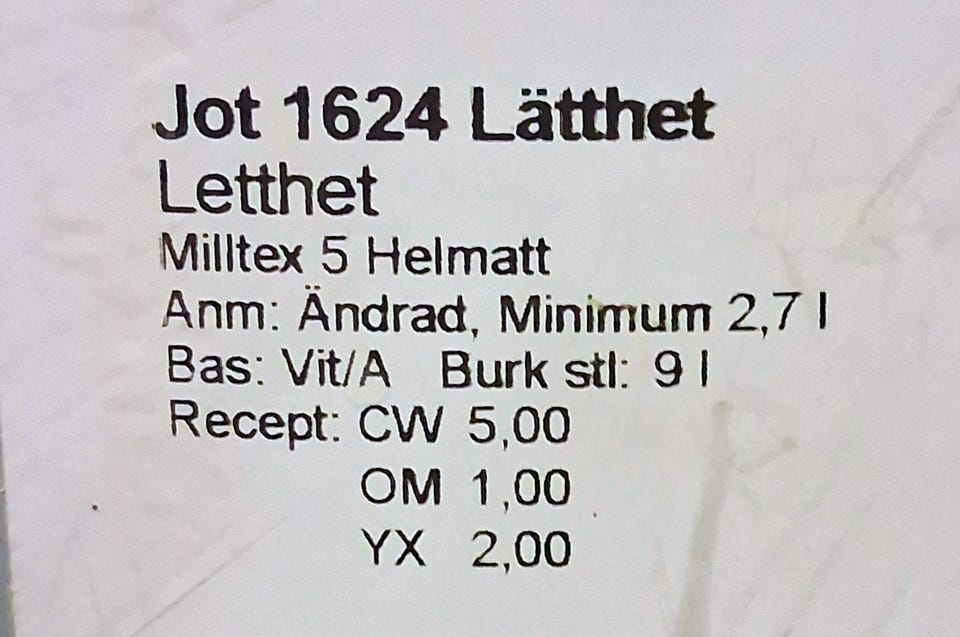 Jot 1624 Lätthet
Letthet
Milltex 5 Helmatt
Anm: Ändrad, Minimum 2,7 l
Bas: Vit/A Burk stl: 9 l
Recept: CW 5,00
OM 1,00
YX 2,00